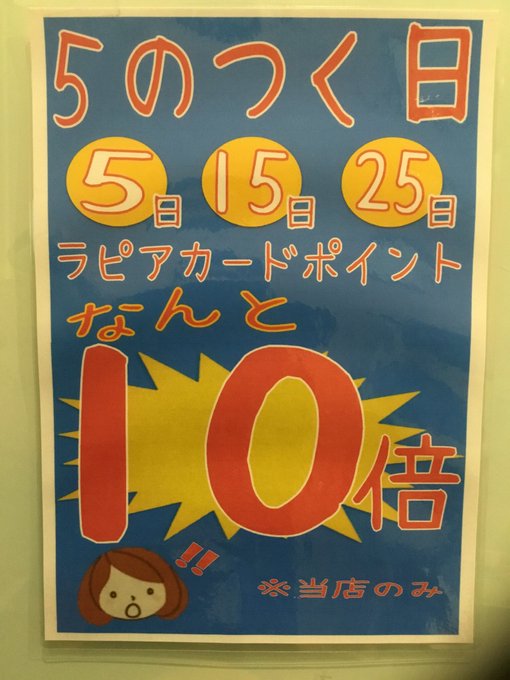 5のつく日
5日 15日 25日
ラピアカードポイント
なんと
10倍
!!
※当店のみ